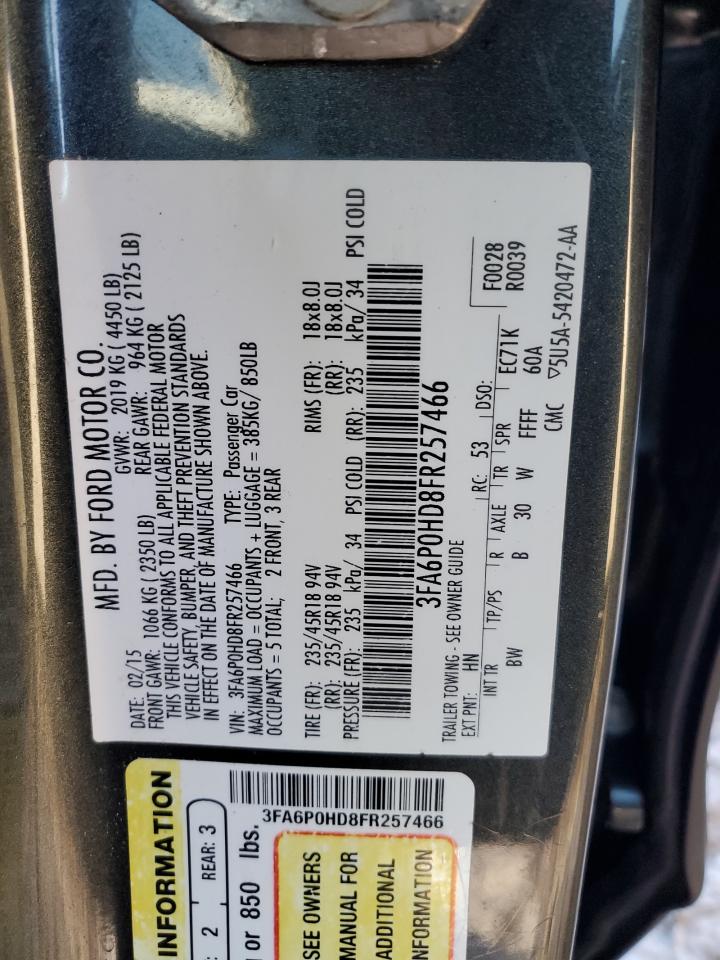 MFD. BY FORD MOTOR CO.
DATE: 02/15 GVWR: 2019 KG ( 4450 LB)
FRONT GAWR: 1066 KG ( 2350 LB) REAR GAWR: 964 KG ( 2125 LB)
THIS VEHICLE CONFORMS TO ALL APPLICABLE FEDERAL MOTOR
VEHICLE SAFETY, BUMPER, AND THEFT PREVENTION STANDARDS
IN EFFECT ON THE DATE OF MANUFACTURE SHOWN ABOVE.
VIN: 3FA6P0HD8FR257466 TYPE: Passenger Car
MAXIMUM LOAD = OCCUPANTS + LUGGAGE = 385KG/ 850LB
OCCUPANTS = 5 TOTAL; 2 FRONT, 3 REAR
TIRE (FR): 235/45R18 94V RIMS (FR): 18x8.0J
(RR): 235/45R18 94V (RR): 18x8.0J
PRESSURE (FR): 235 kPa/ 34 PSI COLD (RR): 235 kPa/ 34 PSI COLD
3FA6P0HD8FR257466
TRAILER TOWING - SEE OWNER GUIDE
EXT PNT: HN RC: 53 DSO: F0028
R0039
INT TR TP/PS R AXLE TR SPR EC71K
BW B 30 W FFFF 60A
CMC ▽5U5A-5420472-AA
INFORMATION
: 2 REAR: 3
or 850 lbs.
3FA6P0HD8FR257466
SEE OWNERS
MANUAL FOR
ADDITIONAL
INFORMATION